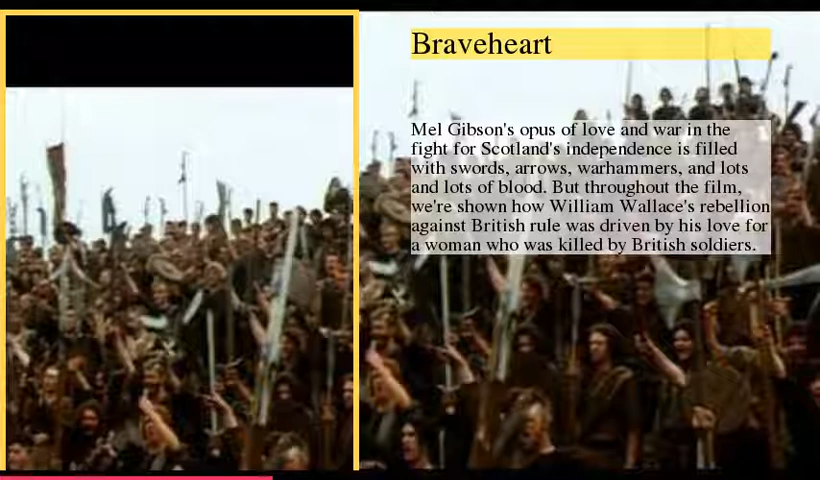 Braveheart
Mel Gibson's opus of love and war in the
fight for Scotland's independence is filled
with swords, arrows, warhammers, and lots
and lots of blood. But throughout the film,
we're shown how William Wallace's rebellion
against British rule was driven by his love for
a woman who was killed by British soldiers.